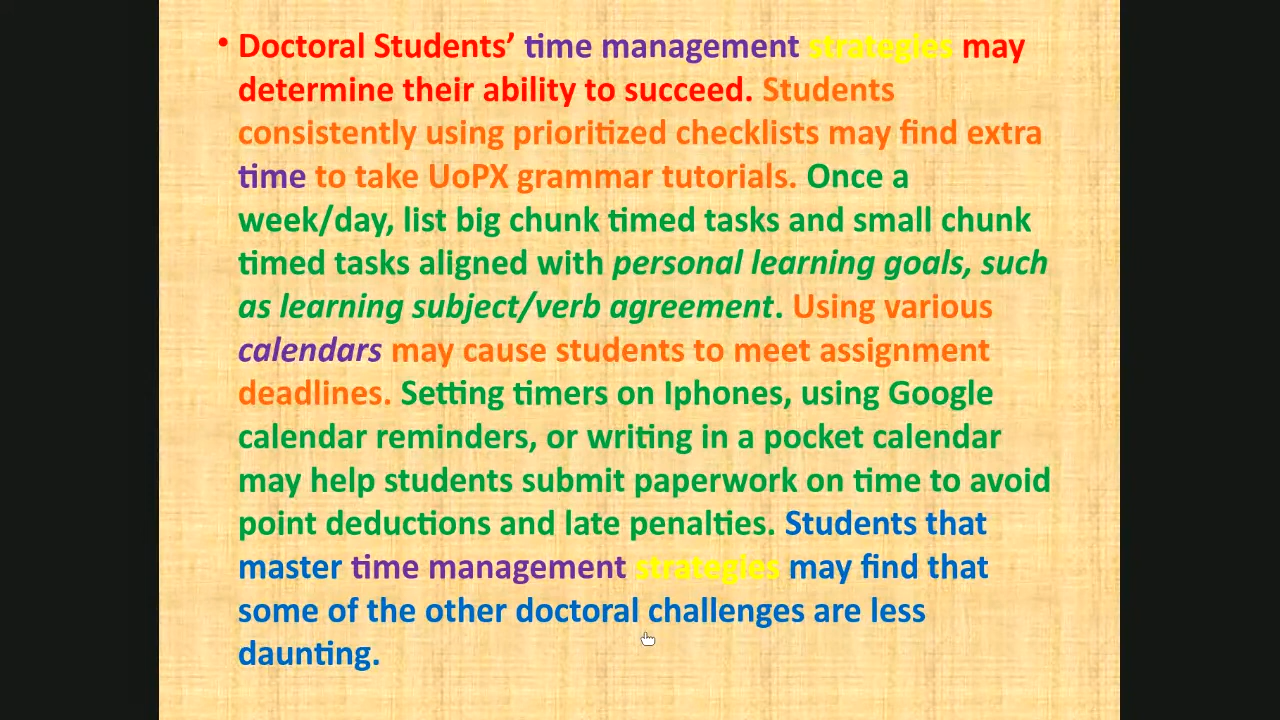 • Doctoral Students’ time management strategies may
determine their ability to succeed. Students
consistently using prioritized checklists may find extra
time to take UoPX grammar tutorials. Once a
week/day, list big chunk timed tasks and small chunk
timed tasks aligned with personal learning goals, such
as learning subject/verb agreement. Using various
calendars may cause students to meet assignment
deadlines. Setting timers on Iphones, using Google
calendar reminders, or writing in a pocket calendar
may help students submit paperwork on time to avoid
point deductions and late penalties. Students that
master time management strategies may find that
some of the other doctoral challenges are less
daunting.